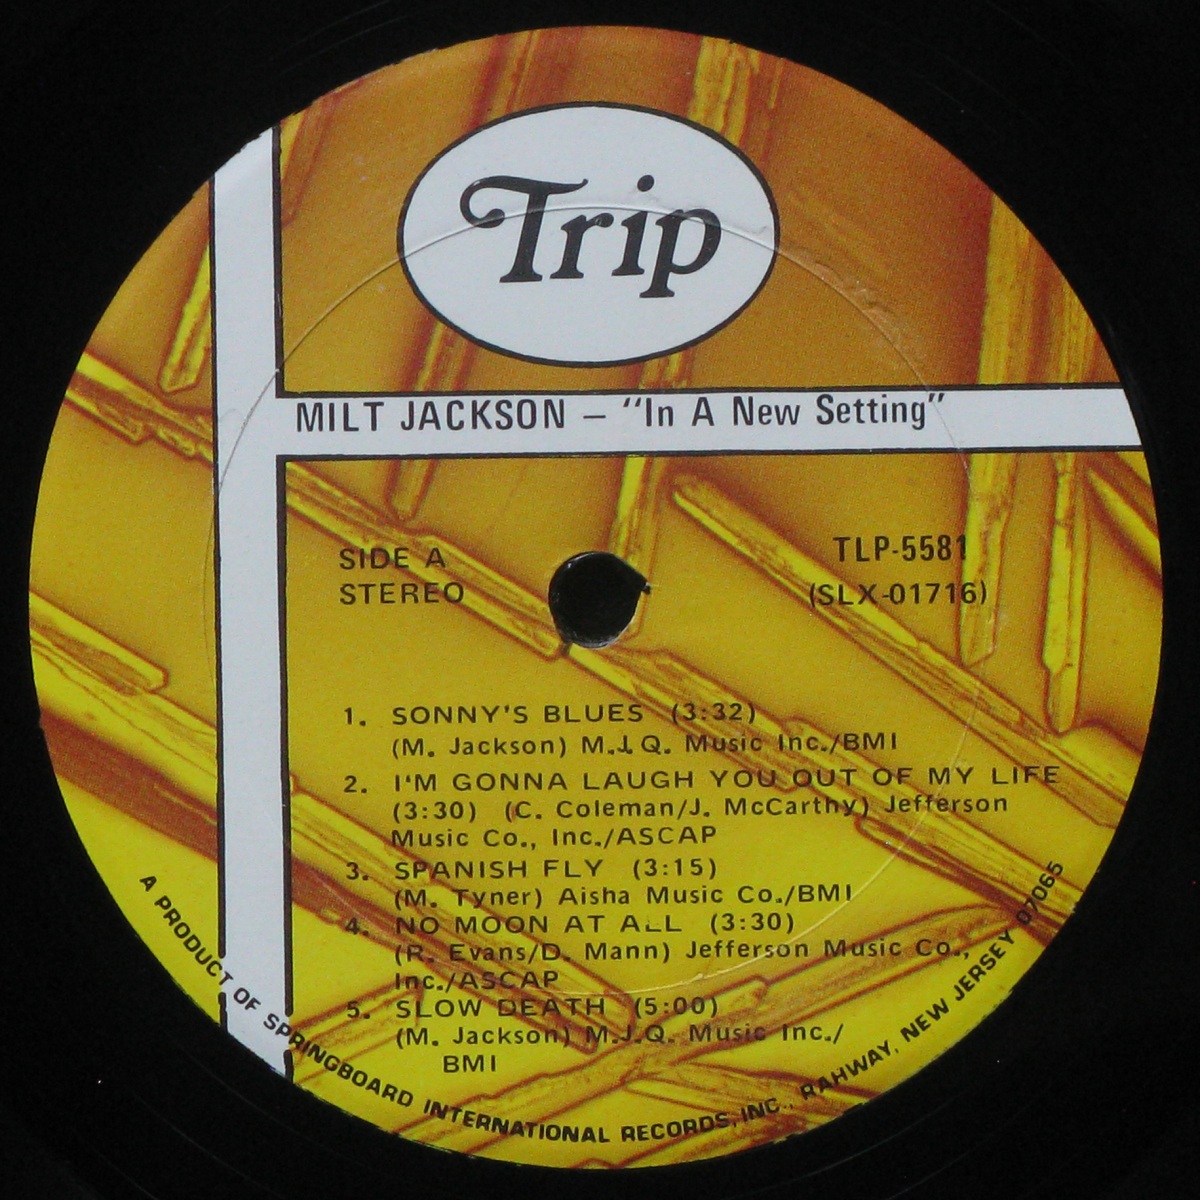 Trip
MILT JACKSON – "In A New Setting"
SIDE A
STEREO
TLP-5581
(SLX-01716)
1. SONNY'S BLUES (3:32)
(M. Jackson) M.J.Q. Music Inc./BMI
2. I'M GONNA LAUGH YOU OUT OF MY LIFE
(3:30) (C. Coleman/J. McCarthy) Jefferson
Music Co., Inc./ASCAP
3. SPANISH FLY (3:15)
(M. Tyner) Aisha Music Co./BMI
4. NO MOON AT ALL (3:30)
(R. Evans/D. Mann) Jefferson Music Co.,
Inc./ASCAP
5. SLOW DEATH (5:00)
(M. Jackson) M.J.Q. Music Inc./
BMI
A PRODUCT OF SPRINGBOARD INTERNATIONAL RECORDS, INC., RAHWAY, NEW JERSEY 07065